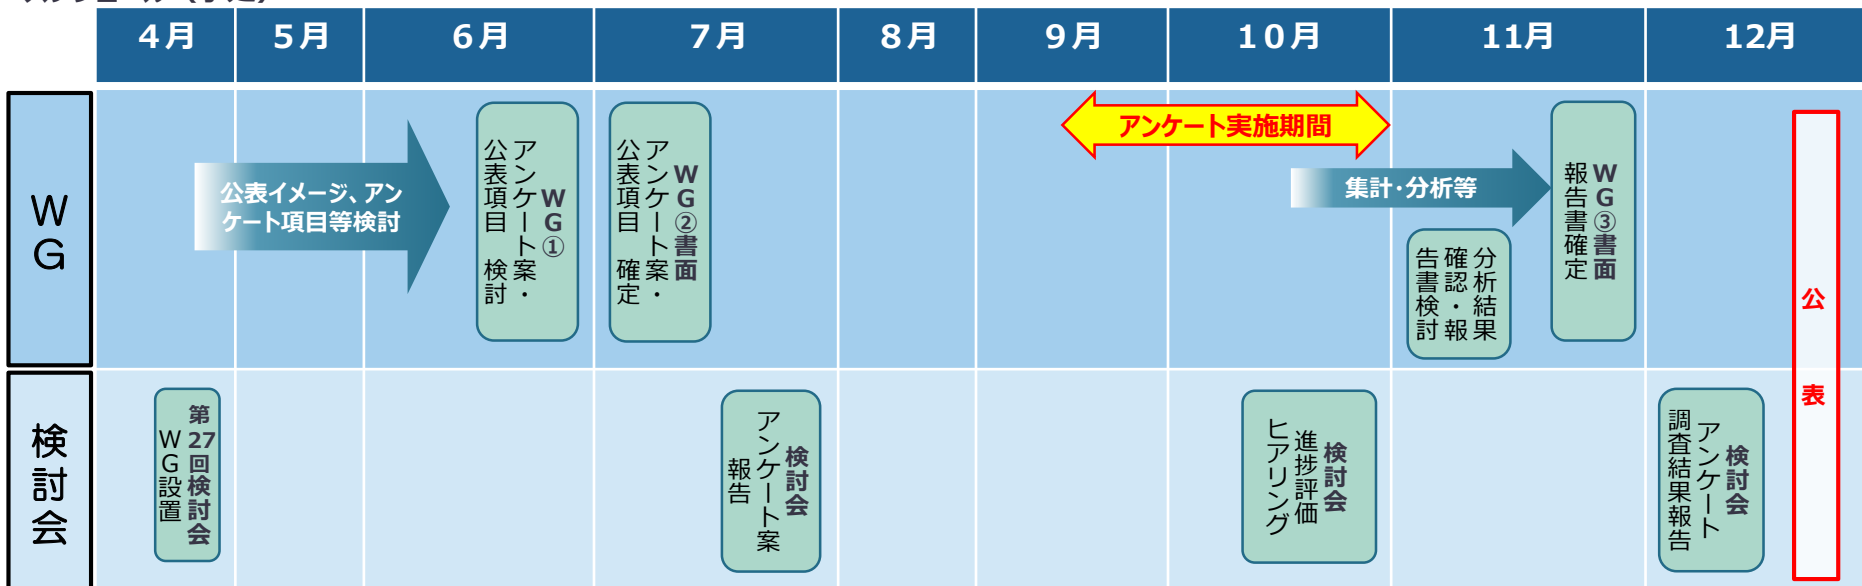 スケジュール（予定）
4月
5月
6月
7月
8月
9月
10月
11月
12月
WG
公表イメージ、アン
ケート項目等検討
WG①
アンケート案・
公表項目　検討
WG②書面
アンケート案・
公表項目　確定
アンケート実施期間
集計・分析等
分析結果
確認・報
告書検討
WG③書面
報告書確定
公表
検討会
第27回検討会
WG設置
検討会
アンケート案
報告
検討会
進捗評価
ヒアリング
検討会
アンケート
調査結果報告